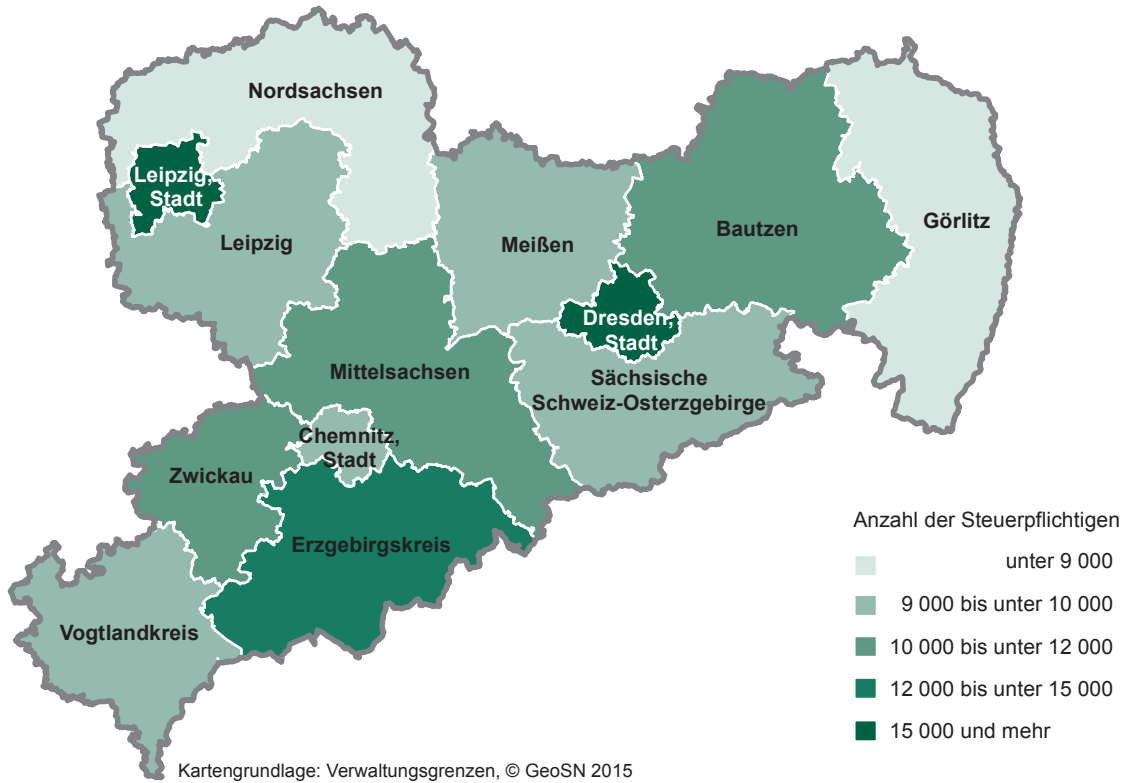 Nordsachsen
Leipzig,
Stadt
Leipzig
Meißen
Bautzen
Görlitz
Dresden,
Stadt
Mittelsachsen
Sächsische
Schweiz-Osterzgebirge
Chemnitz,
Stadt
Zwickau
Erzgebirgskreis
Vogtlandkreis
Anzahl der Steuerpflichtigen
unter 9 000
9 000 bis unter 10 000
10 000 bis unter 12 000
12 000 bis unter 15 000
15 000 und mehr
Kartengrundlage: Verwaltungsgrenzen, © GeoSN 2015